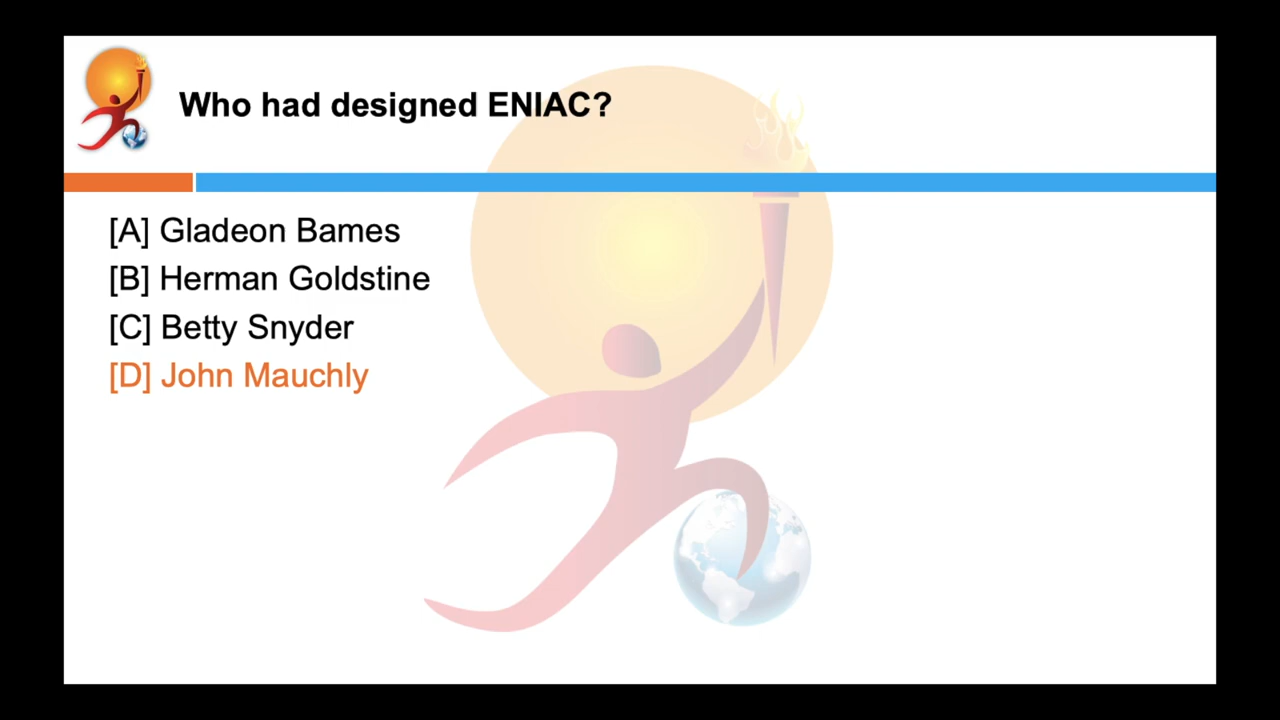 Who had designed ENIAC?
[A] Gladeon Bames
[B] Herman Goldstine
[C] Betty Snyder
[D] John Mauchly